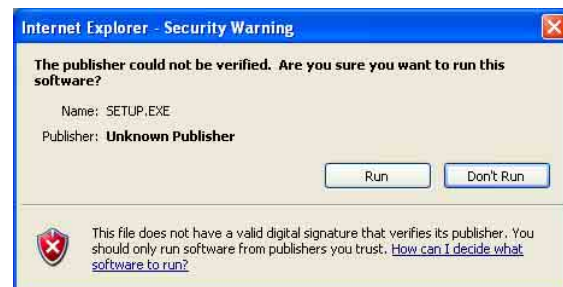 Internet Explorer - Security Warning
The publisher could not be verified.  Are you sure you want to run this
software?
Name: SETUP.EXE
Publisher: Unknown Publisher
Run Don't Run
This file does not have a valid digital signature that verifies its publisher. You
should only run software from publishers you trust. How can I decide what
software to run?